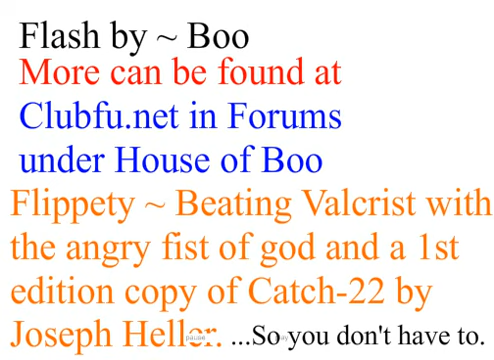 Flash by ~ Boo
More can be found at
Clubfu.net in Forums
under House of Boo
Flippety ~ Beating Valcrist with
the angry fist of god and a 1st
edition copy of Catch-22 by
Joseph Heller. ...So you don't have to.